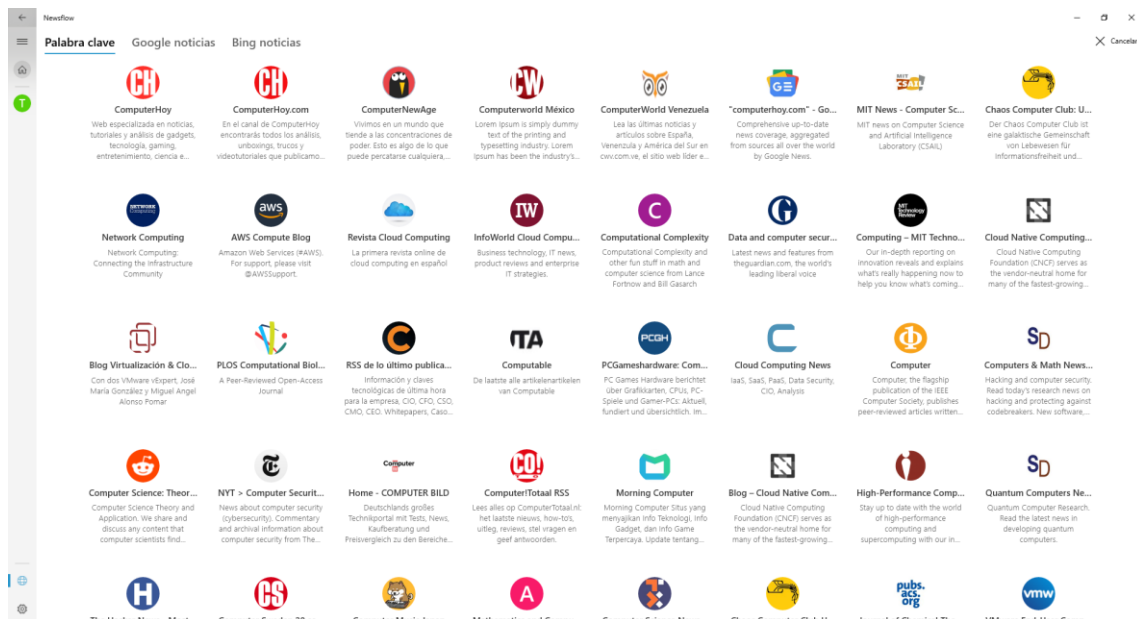 Newsflow
Palabra clave Google noticias Bing noticias
Cancelar
T
CH
ComputerHoy
Web especializada en noticias,
tutoriales y análisis de gadgets,
tecnología, gaming,
entretenimiento, ciencia e...
CH
ComputerHoy.com
En el canal de ComputerHoy
encontrarás todos los análisis,
unboxings, trucos y
videotutoriales que publicamo...
ComputerNewAge
Vivimos en un mundo que
tiende a las concentraciones de
poder. Esto es algo de lo que
puede percatarse cualquiera,...
CW
Computerworld México
Lorem Ipsum is simply dummy
text of the printing and
typesetting industry. Lorem
Ipsum has been the industry's...
ComputerWorld Venezuela
Lea las últimas noticias y
artículos sobre España,
Venenzula y América del Sur en
cwv.com.ve, el sitio web líder e...
GE
"computerhoy.com" - Go...
Comprehensive up-to-date
news coverage, aggregated
from sources all over the world
by Google News.
MIT
CSAIL
MIT News - Computer Sc...
MIT news on Computer Science
and Artificial Intelligence
Laboratory (CSAIL)
Chaos Computer Club: U...
Der Chaos Computer Club ist
eine galaktische Gemeinschaft
von Lebewesen für
Informationsfreiheit und...
NETWORK
Computing
Network Computing
Network Computing:
Connecting the Infrastructure
Community
aws
AWS Compute Blog
Amazon Web Services (#AWS).
For support, please visit
@AWSSupport.
Revista Cloud Computing
La primera revista online de
cloud computing en español
IW
InfoWorld Cloud Compu...
Business technology, IT news,
product reviews and enterprise
IT strategies.
C
Computational Complexity
Computational Complexity and
other fun stuff in math and
computer science from Lance
Fortnow and Bill Gasarch
G
Data and computer secur...
Latest news and features from
theguardian.com, the world's
leading liberal voice
MIT
Technology
Review
Computing – MIT Techno...
Our in-depth reporting on
innovation reveals and explains
what's really happening now to
help you know what's coming...
Cloud Native Computing...
Cloud Native Computing
Foundation (CNCF) serves as
the vendor-neutral home for
many of the fastest-growing...
Blog Virtualización & Clo...
Con dos VMware vExpert, José
María González y Miguel Angel
Alonso Pomar
PLOS Computational Biol...
A Peer-Reviewed Open-Access
Journal
C
RSS de lo último publica...
Información y claves
tecnológicas de última hora
para la empresa, CIO, CFO, CSO,
CMO, CEO. Whitepapers, Caso...
ITA
Computable
De laatste alle artikelenartikelen
van Computable
PCGH
PCGameshardware: Com...
PC Games Hardware berichtet
über Grafikkarten, CPUs, PC-
Spiele und Gamer-PCs: Aktuell,
fundiert und übersichtlich. Im...
C
Cloud Computing News
IaaS, SaaS, PaaS, Data Security,
CIO, Analysis
Computer
Computer, the flagship
publication of the IEEE
Computer Society, publishes
peer-reviewed articles written...
SD
Computers & Math News...
Hacking and computer security.
Read today's research news on
hacking and protecting against
codebreakers. New software,...
Computer Science: Theor...
Computer Science Theory and
Application. We share and
discuss any content that
computer scientists find...
NYT > Computer Securit...
News about computer security
(cybersecurity). Commentary
and archival information about
computer security from The...
Computer
Home - COMPUTER BILD
Deutschlands großes
Technikportal mit Tests, News,
Kaufberatung und
Preisvergleich zu den Bereiche...
CO!
Computer!Totaal RSS
Lees alles op ComputerTotaal.nl:
het laatste nieuws, how-to's,
uitleg, reviews, stel vragen en
geef antwoorden.
Morning Computer
Morning Computer Situs yang
menyajikan Info Teknologi, Info
Gadget, dan Info Game
Terpercaya. Update tentang...
Blog – Cloud Native Com...
Cloud Native Computing
Foundation (CNCF) serves as
the vendor-neutral home for
many of the fastest-growing...
High-Performance Comp...
Stay up to date with the world
of high-performance
computing and
supercomputing with our in...
SD
Quantum Computers Ne...
Quantum Computer Research.
Read the latest news in
developing quantum
computers.
H
CS
A
pubs.
acs.
org
vmw